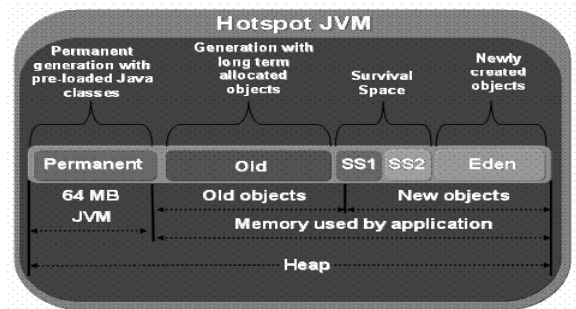 Hotspot JVM
Permanent
generation with
pre-loaded Java
classes
Generation with
long term
allocated
objects
Survival
Space
Newly
created
objects
Permanent
Old
SS1
SS2
Eden
64 MB
JVM
Old objects
New objects
Memory used by application
Heap